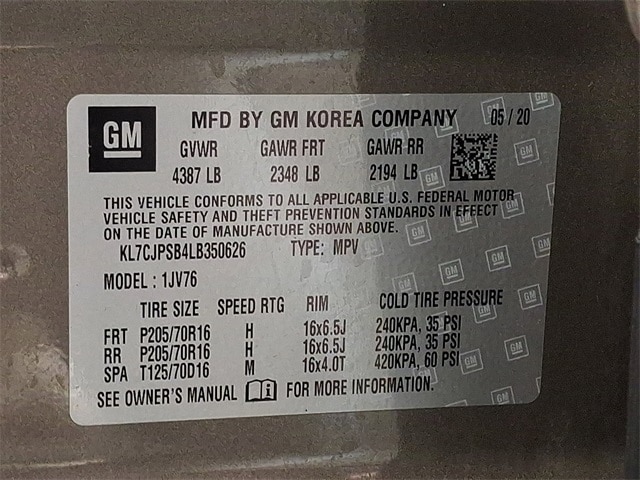 GM
MFD BY GM KOREA COMPANY 05/20
GVWR GAWR FRT GAWR RR
4387 LB 2348 LB 2194 LB
THIS VEHICLE CONFORMS TO ALL APPLICABLE U.S. FEDERAL MOTOR
VEHICLE SAFETY AND THEFT PREVENTION STANDARDS IN EFFECT
ON THE DATE OF MANUFACTURE SHOWN ABOVE.
KL7CJPSB4LB350626 TYPE: MPV
MODEL : 1JV76
TIRE SIZE SPEED RTG RIM COLD TIRE PRESSURE
FRT P205/70R16 H 16x6.5J 240KPA, 35 PSI
RR P205/70R16 H 16x6.5J 240KPA, 35 PSI
SPA T125/70D16 M 16x4.0T 420KPA, 60 PSI
SEE OWNER'S MANUAL FOR MORE INFORMATION.